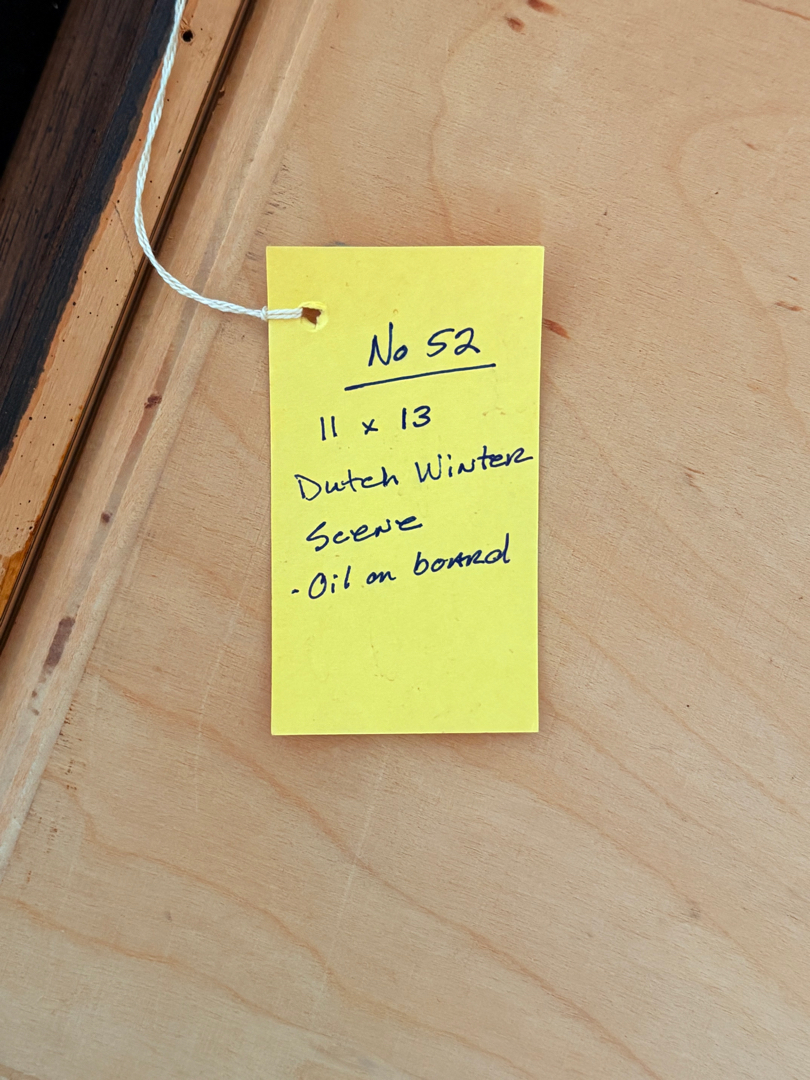 No 52
11 x 13
Dutch Winter
Scene
- Oil on board